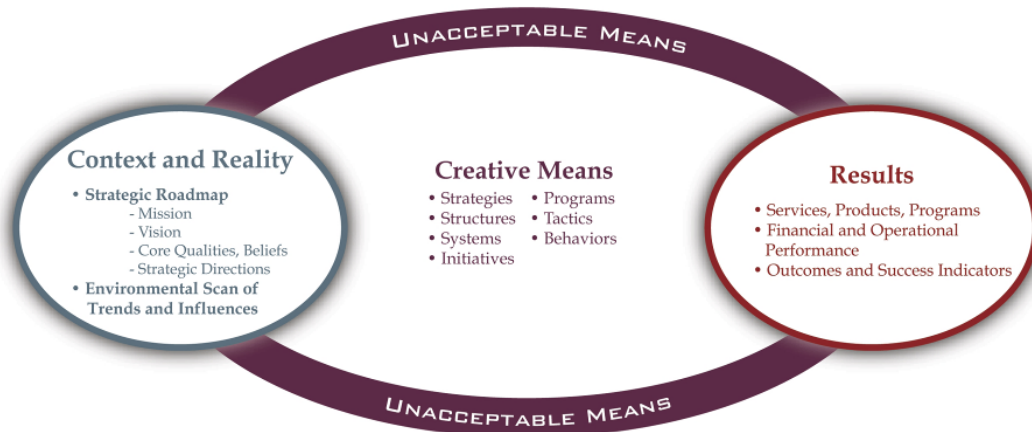 UNACCEPTABLE MEANS
Context and Reality
• Strategic Roadmap
- Mission
- Vision
- Core Qualities, Beliefs
- Strategic Directions
• Environmental Scan of
Trends and Influences
Creative Means
• Strategies
• Structures
• Systems
• Initiatives
• Programs
• Tactics
• Behaviors
Results
• Services, Products, Programs
• Financial and Operational
Performance
• Outcomes and Success Indicators
UNACCEPTABLE MEANS